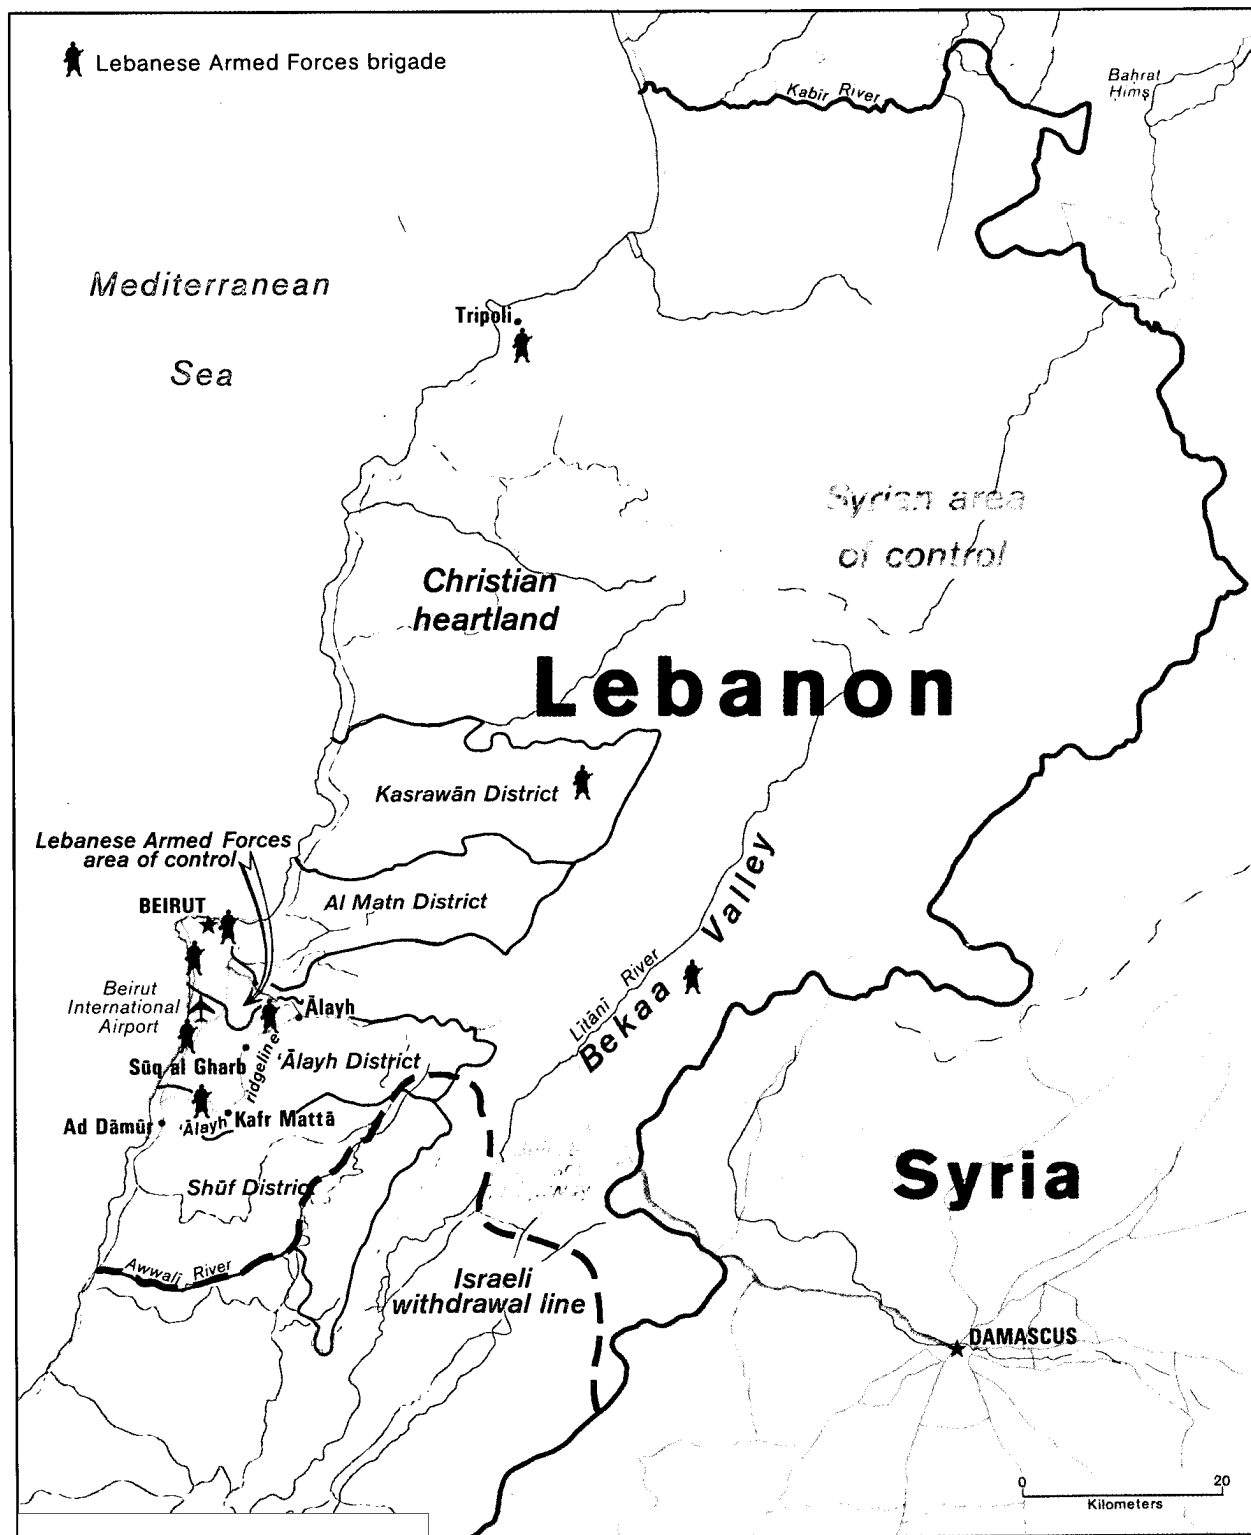 Lebanese Armed Forces brigade
Kabir River
Baḥrat
Ḥimṣ
Mediterranean
Sea
Tripoli
Syrian area
of control
Christian
heartland
Lebanon
Kasrawān District
Lebanese Armed Forces
area of control
Al Matn District
BEIRUT
Bekaa Valley
Līṭānī River
Beirut
International
Airport
Ālayh
Sūq al Gharb
ridgeline
'Ālayh District
Ad Dāmūr
'Ālayh
Kafr Mattā
Shūf District
Syria
Awwali River
Israeli
withdrawal line
DAMASCUS
0 20
Kilometers